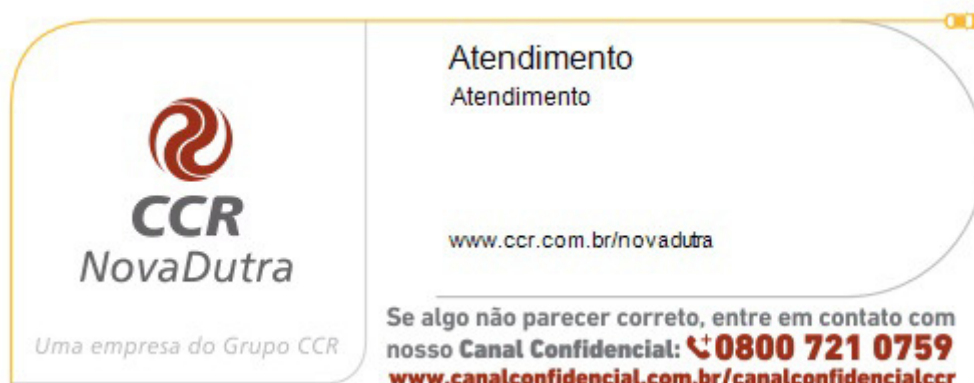 CCR
NovaDutra
Uma empresa do Grupo CCR
Atendimento
Atendimento
www.ccr.com.br/novadutra
Se algo não parecer correto, entre em contato com
nosso Canal Confidencial: 0800 721 0759
www.canalconfidencial.com.br/canalconfidencialccr